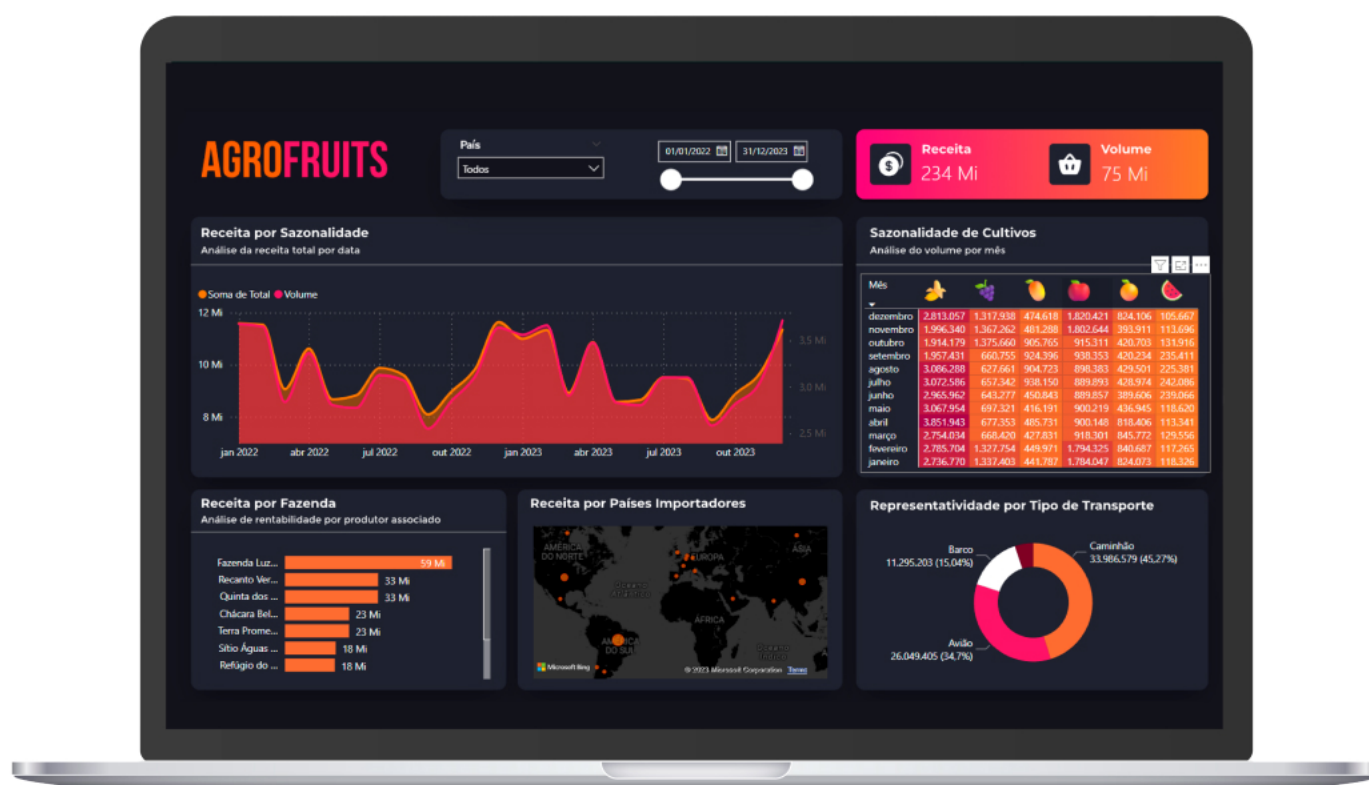 AGROFRUITS
País
Todos
01/01/2022
31/12/2023
Receita
234 Mi
Volume
75 Mi
Receita por Sazonalidade
Análise da receita total por data
Soma de Total
Volume
12 Mi
10 Mi
8 Mi
3.5 Mi
3.0 Mi
2.5 Mi
jan 2022 abr 2022 jul 2022 out 2022 jan 2023 abr 2023 jul 2023 out 2023
Sazonalidade de Cultivos
Análise do volume por mês
Mês
dezembro 2.813.057 1.317.938 474.618 1.820.421 824.106 105.667
novembro 1.996.340 1.367.262 481.288 1.802.644 393.911 113.696
outubro 1.914.179 1.375.660 905.765 915.311 420.703 131.916
setembro 1.957.431 660.755 924.396 938.353 420.234 235.411
agosto 3.086.288 627.661 904.723 898.383 429.501 225.381
julho 3.072.586 657.342 938.150 889.893 428.974 242.086
junho 2.965.962 643.277 450.843 889.857 389.606 239.066
maio 3.067.954 697.321 416.191 900.219 436.945 118.620
abril 3.851.943 677.353 485.731 900.148 818.406 113.341
março 2.754.034 668.420 427.831 918.301 845.772 129.556
fevereiro 2.785.704 1.327.754 449.971 1.794.325 840.687 117.265
janeiro 2.736.770 1.337.403 441.787 1.784.047 824.073 118.326
Receita por Fazenda
Análise de rentabilidade por produtor associado
Fazenda Luz... 59 Mi
Recanto Ver... 33 Mi
Quinta dos ... 33 Mi
Chácara Bel... 23 Mi
Terra Prome... 23 Mi
Sítio Águas ... 18 Mi
Refúgio do ... 18 Mi
Receita por Países Importadores
AMÉRICA
DO NORTE
EUROPA
ÁSIA
Oceano
Atlântico
ÁFRICA
AMÉRICA
DO SUL
Oceano
Microsoft Bing
© 2023 Microsoft Corporation
Terms
Representatividade por Tipo de Transporte
Barco
11.295.203 (15,04%)
Caminhão
33.986.579 (45,27%)
Avião
26.049.405 (34,7%)